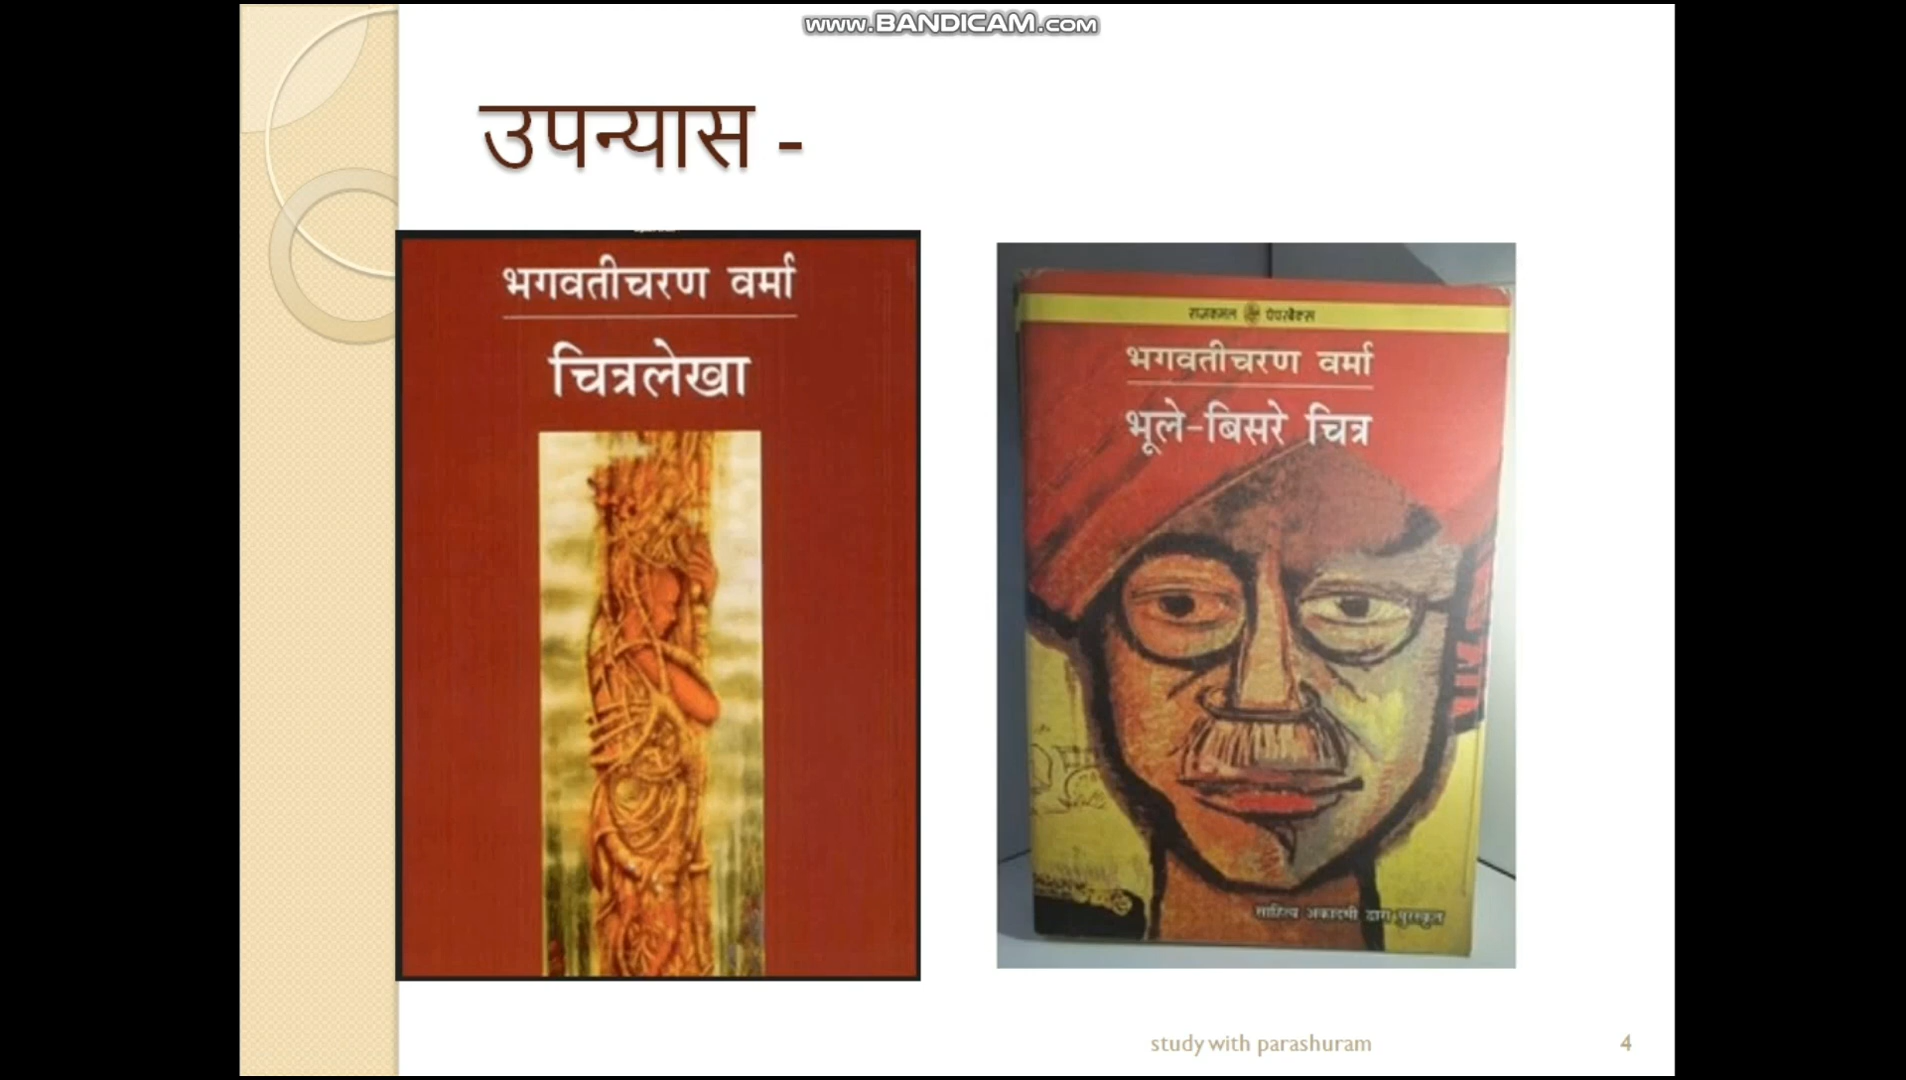 www.BANDICAM.com
उपन्यास -
भगवतीचरण वर्मा
चित्रलेखा
राजकमल पेपरबैक्स
भगवतीचरण वर्मा
भूले-बिसरे चित्र
साहित्य अकादमी द्वारा पुरस्कृत
study with parashuram
4